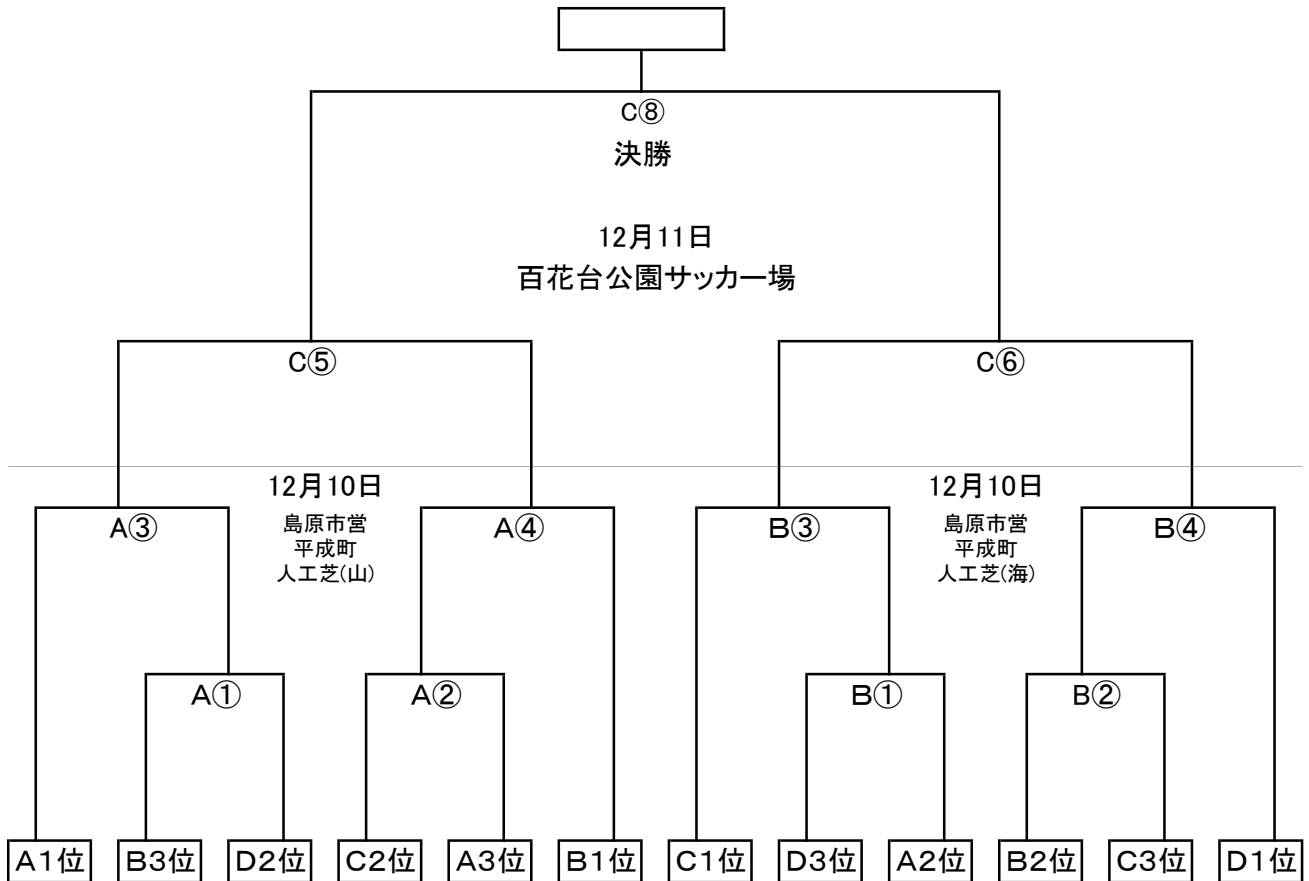 C⑧
決勝
12月11日
百花台公園サッカー場
C⑤
C⑥
12月10日
12月10日
A③
島原市営
平成町
人工芝(山)
A④
B③
島原市営
平成町
人工芝(海)
B④
A①
A②
B①
B②
A1位
B3位
D2位
C2位
A3位
B1位
C1位
D3位
A2位
B2位
C3位
D1位